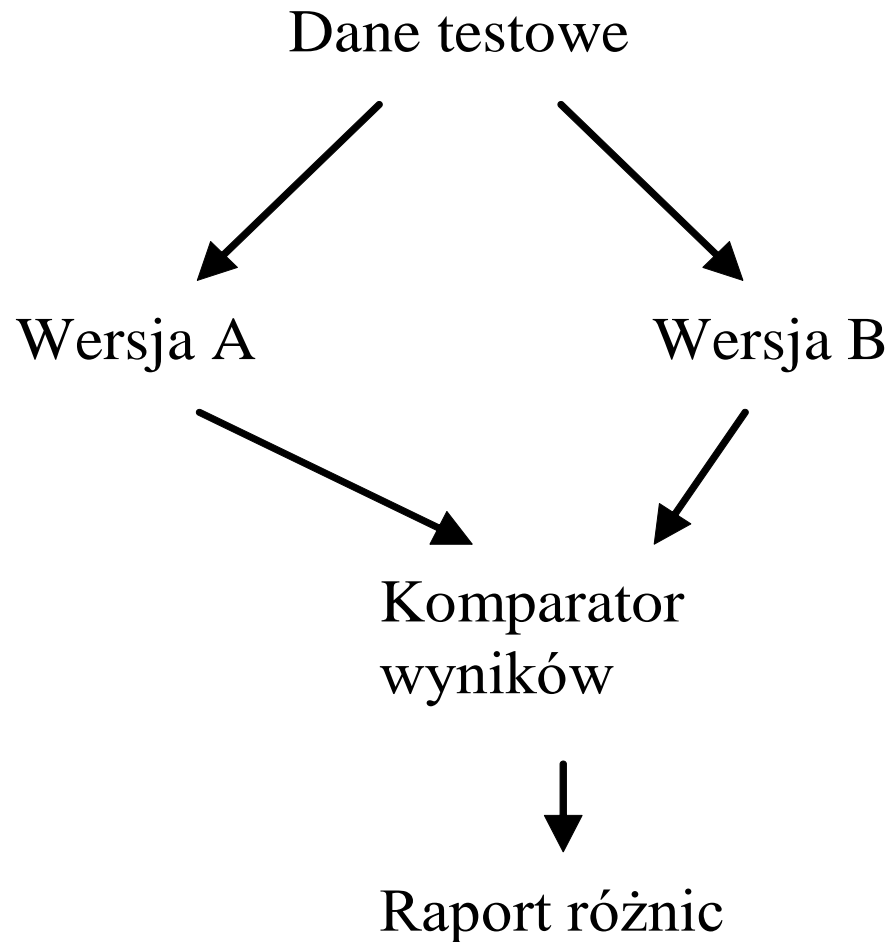 Dane testowe
Wersja A
Wersja B
Komparator
wyników
Raport różnic